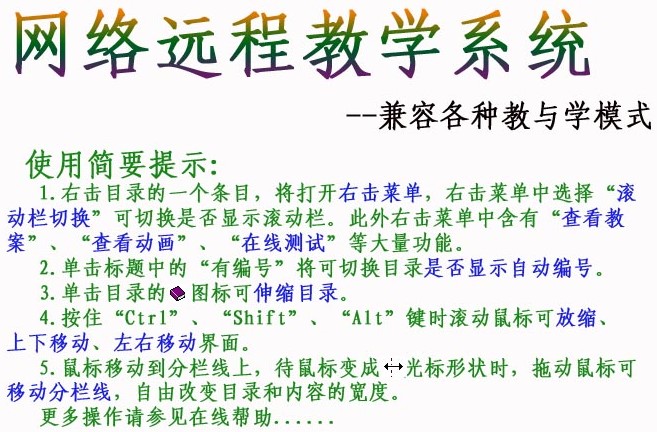 网络远程教学系统
--兼容各种教与学模式
使用简要提示:
1.右击目录的一个条目，将打开右击菜单，右击菜单中选择“滚
动栏切换”可切换是否显示滚动栏。此外右击菜单中含有“查看教
案”、“查看动画”、“在线测试”等大量功能。
2.单击标题中的“有编号”将可切换目录是否显示自动编号。
3.单击目录的图标可伸缩目录。
4.按住“Ctrl”、“Shift”、“Alt”键时滚动鼠标可放缩、
上下移动、左右移动界面。
5.鼠标移动到分栏线上，待鼠标变成↔光标形状时，拖动鼠标可
移动分栏线，自由改变目录和内容的宽度。
更多操作请参见在线帮助......